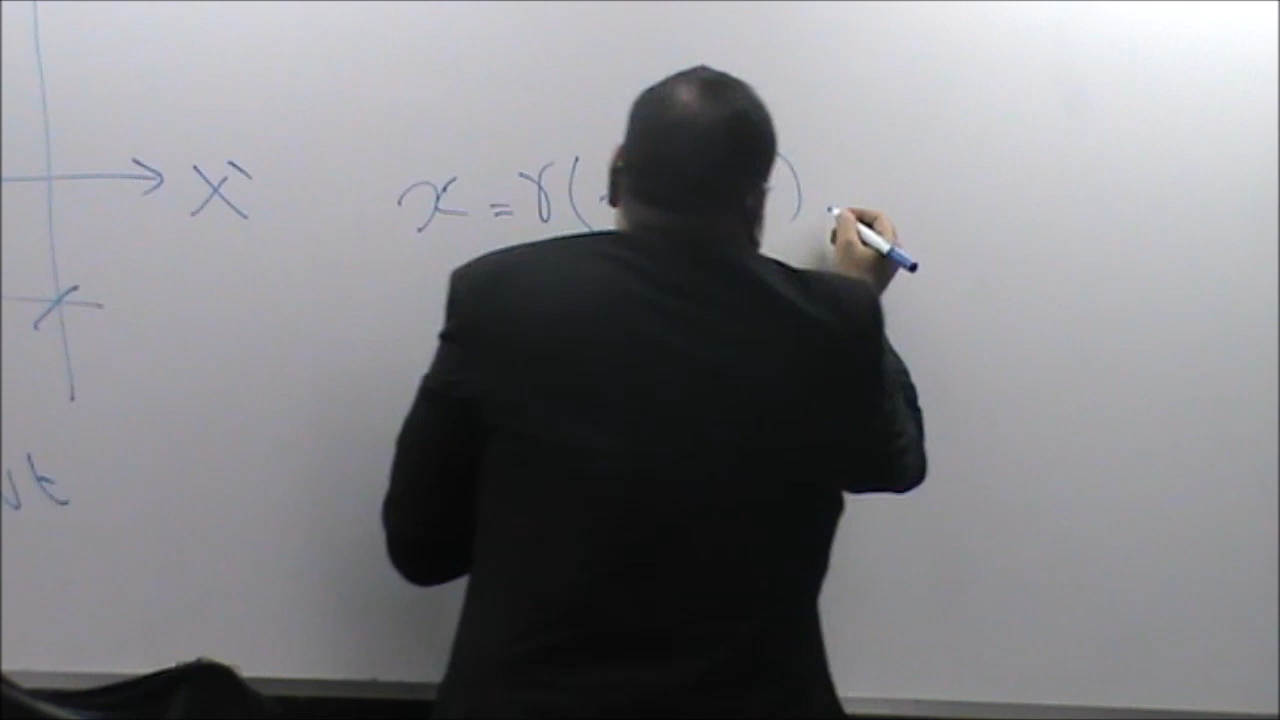 X'
x = γ(
)
vt